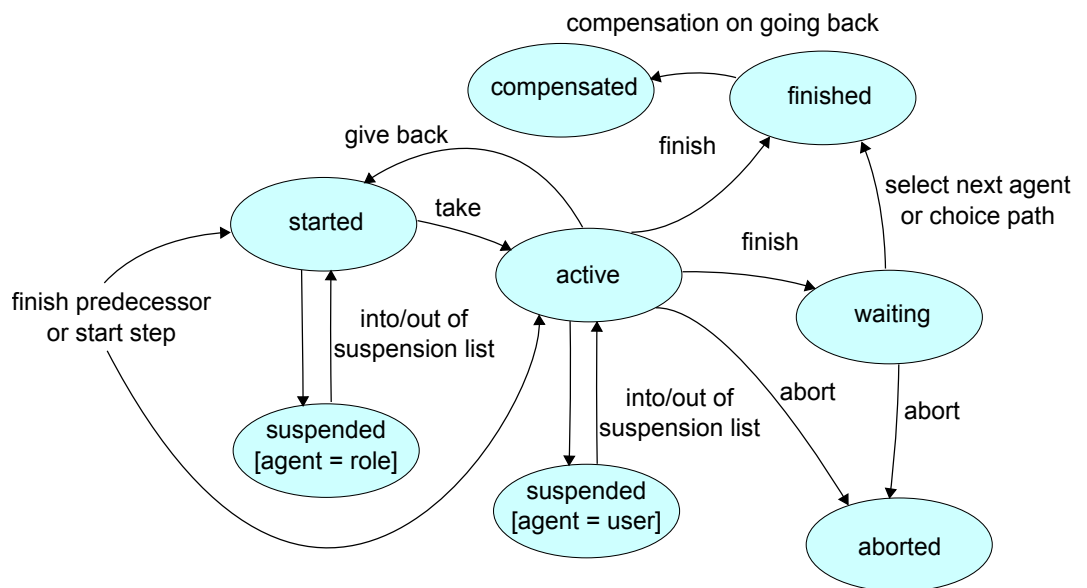 compensation on going back
compensated
finished
give back
finish
select next agent
or choice path
started
take
finish
active
finish predecessor
or start step
waiting
into/out of
suspension list
abort
into/out of
suspension list
abort
suspended
[agent = role]
suspended
[agent = user]
aborted